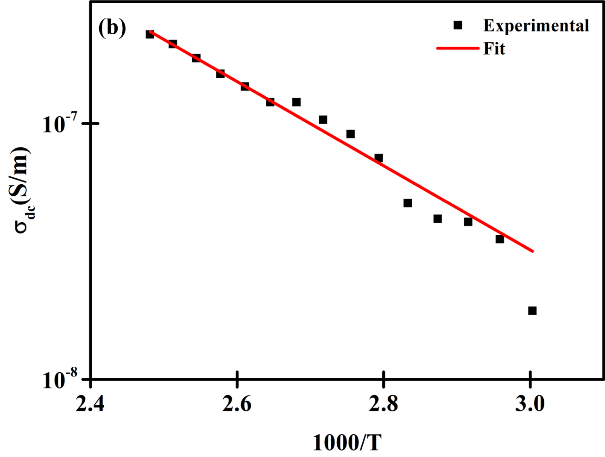 (b)
Experimental
Fit
10⁻⁷
10⁻⁸
σdc(S/m)
2.4 2.6 2.8 3.0
1000/T